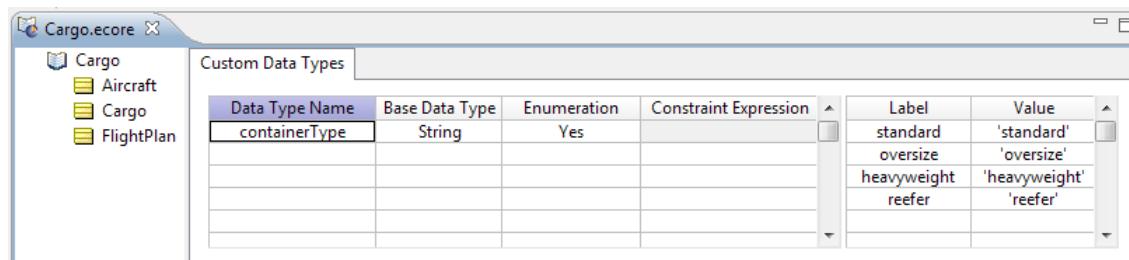 Cargo.ecore
Cargo
Aircraft
Cargo
FlightPlan
Custom Data Types
Data Type Name Base Data Type Enumeration Constraint Expression Label Value
containerType String Yes standard 'standard'
oversize 'oversize'
heavyweight 'heavyweight'
reefer 'reefer'